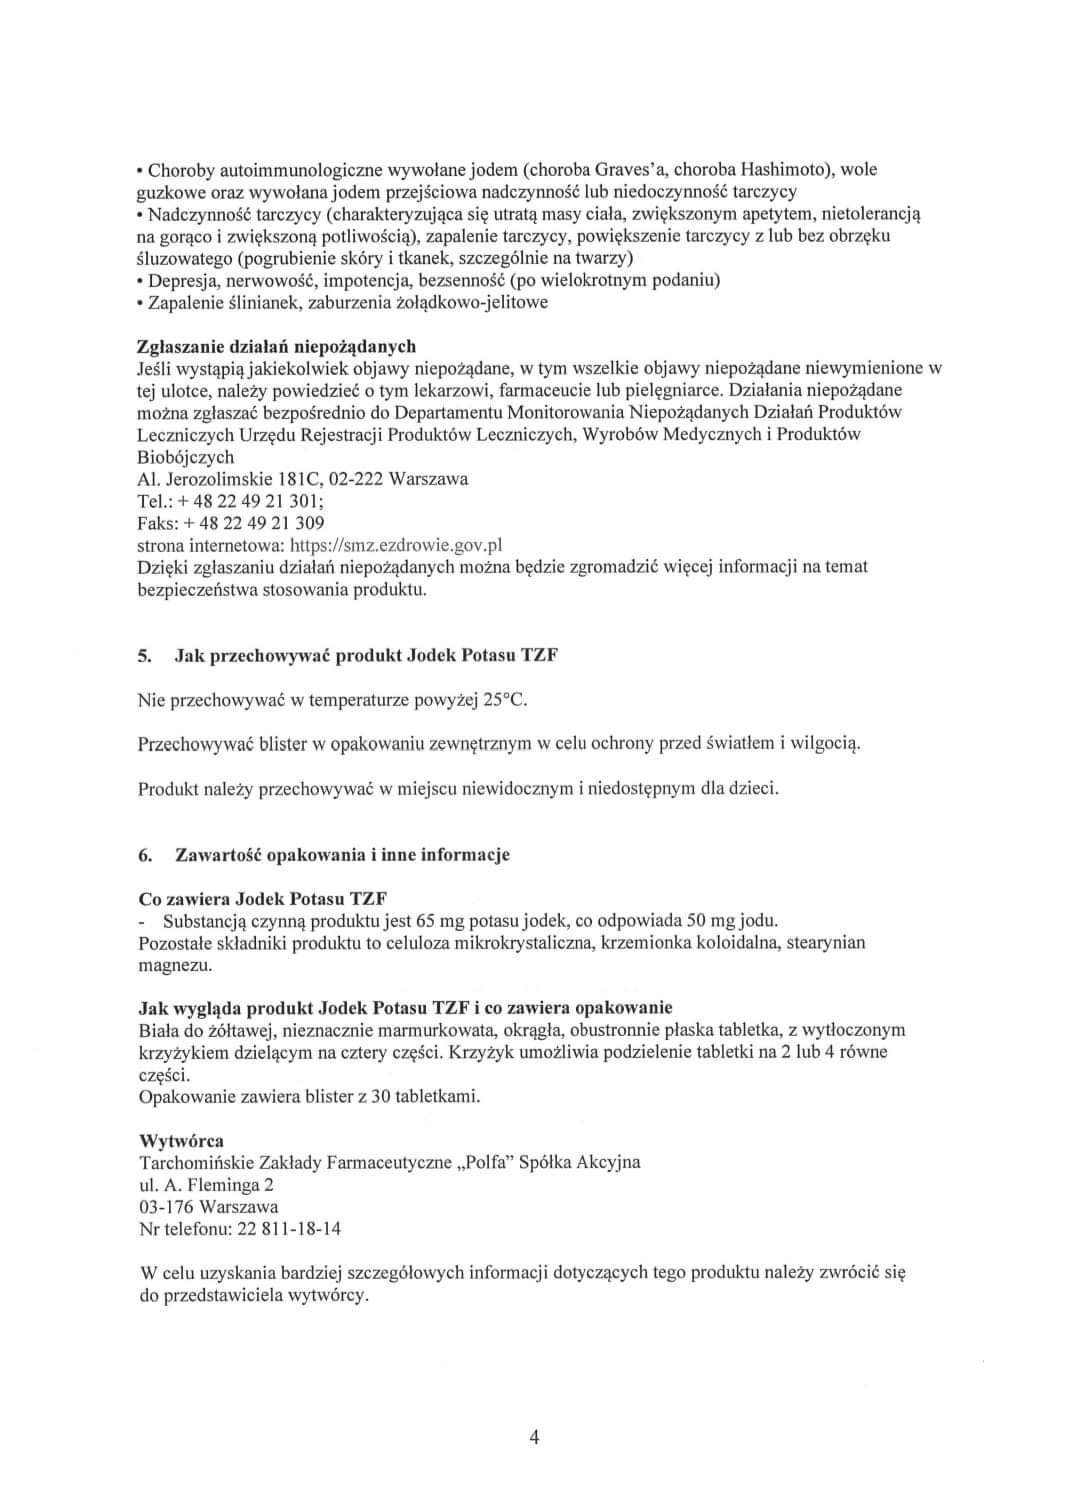 • Choroby autoimmunologiczne wywołane jodem (choroba Graves’a, choroba Hashimoto), wole
guzkowe oraz wywołana jodem przejściowa nadczynność lub niedoczynność tarczycy
• Nadczynność tarczycy (charakteryzująca się utratą masy ciała, zwiększonym apetytem, nietolerancją
na gorąco i zwiększoną potliwością), zapalenie tarczycy, powiększenie tarczycy z lub bez obrzęku
śluzowatego (pogrubienie skóry i tkanek, szczególnie na twarzy)
• Depresja, nerwowość, impotencja, bezsenność (po wielokrotnym podaniu)
• Zapalenie ślinianek, zaburzenia żołądkowo-jelitowe
Zgłaszanie działań niepożądanych
Jeśli wystąpią jakiekolwiek objawy niepożądane, w tym wszelkie objawy niepożądane niewymienione w
tej ulotce, należy powiedzieć o tym lekarzowi, farmaceucie lub pielęgniarce. Działania niepożądane
można zgłaszać bezpośrednio do Departamentu Monitorowania Niepożądanych Działań Produktów
Leczniczych Urzędu Rejestracji Produktów Leczniczych, Wyrobów Medycznych i Produktów
Biobójczych
Al. Jerozolimskie 181C, 02-222 Warszawa
Tel.: + 48 22 49 21 301;
Faks: + 48 22 49 21 309
strona internetowa: https://smz.ezdrowie.gov.pl
Dzięki zgłaszaniu działań niepożądanych można będzie zgromadzić więcej informacji na temat
bezpieczeństwa stosowania produktu.
5. Jak przechowywać produkt Jodek Potasu TZF
Nie przechowywać w temperaturze powyżej 25°C.
Przechowywać blister w opakowaniu zewnętrznym w celu ochrony przed światłem i wilgocią.
Produkt należy przechowywać w miejscu niewidocznym i niedostępnym dla dzieci.
6. Zawartość opakowania i inne informacje
Co zawiera Jodek Potasu TZF
- Substancją czynną produktu jest 65 mg potasu jodek, co odpowiada 50 mg jodu.
Pozostałe składniki produktu to celuloza mikrokrystaliczna, krzemionka koloidalna, stearynian
magnezu.
Jak wygląda produkt Jodek Potasu TZF i co zawiera opakowanie
Biała do żółtawej, nieznacznie marmurkowata, okrągła, obustronnie płaska tabletka, z wytłoczonym
krzyżykiem dzielącym na cztery części. Krzyżyk umożliwia podzielenie tabletki na 2 lub 4 równe
części.
Opakowanie zawiera blister z 30 tabletkami.
Wytwórca
Tarchomińskie Zakłady Farmaceutyczne „Polfa” Spółka Akcyjna
ul. A. Fleminga 2
03-176 Warszawa
Nr telefonu: 22 811-18-14
W celu uzyskania bardziej szczegółowych informacji dotyczących tego produktu należy zwrócić się
do przedstawiciela wytwórcy.
4